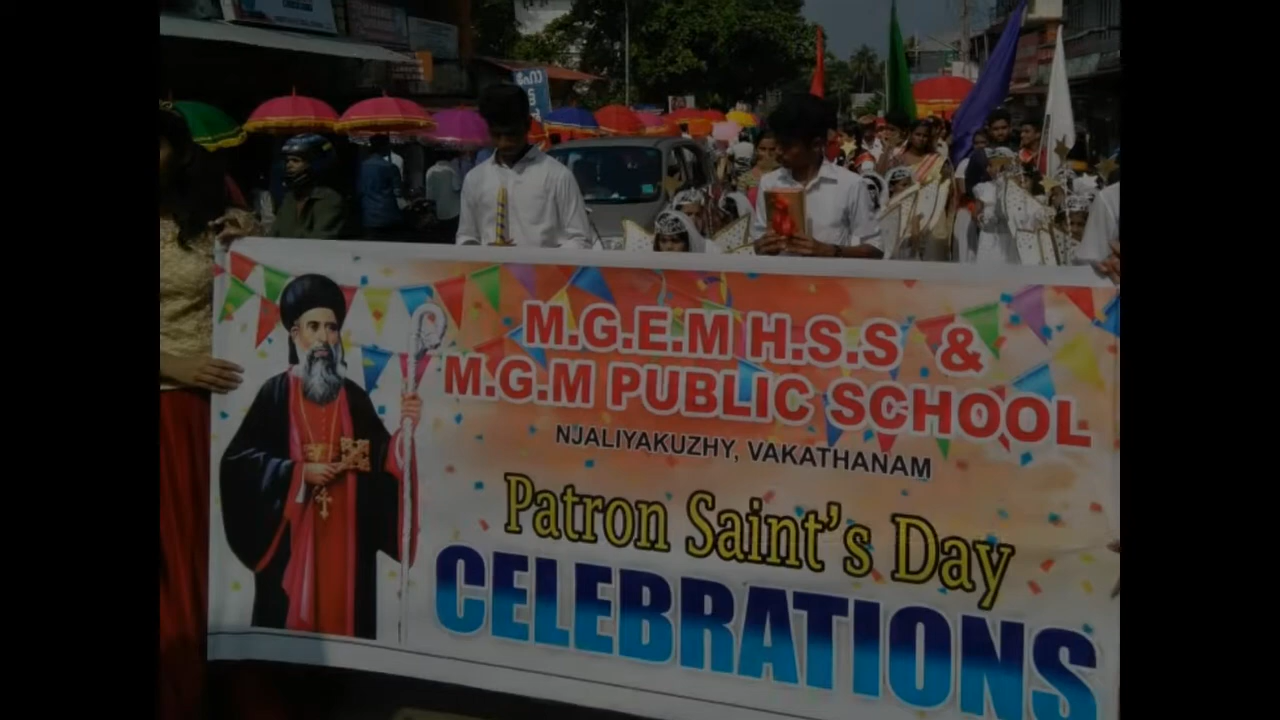 M.G.E.M H.S.S &
M.G.M PUBLIC SCHOOL
NJALIYAKUZHY, VAKATHANAM
Patron Saint's Day
CELEBRATIONS